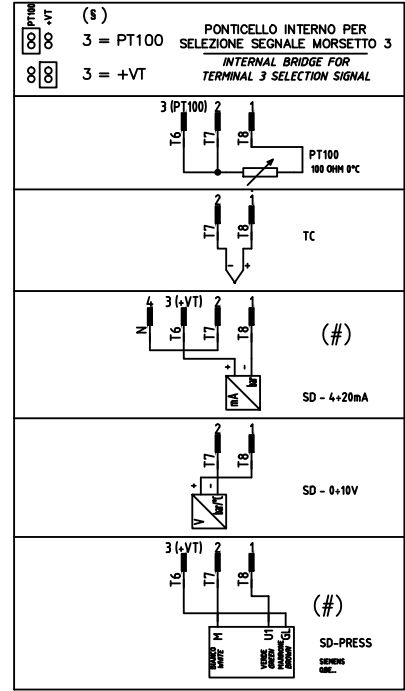 PT100
+VT
(§)
3 = PT100
3 = +VT
PONTICELLO INTERNO PER
SELEZIONE SEGNALE MORSETTO 3
INTERNAL BRIDGE FOR
TERMINAL 3 SELECTION SIGNAL
3 (PT100) 2 1
T6 T7 T8
PT100
100 OHM 0°C
2 1
T7 T8
TC
- +
4 3 (+VT) 2 1
N T6 T7 T8
(#)
+ -
mA bar
SD - 4÷20mA
2 1
T7 T8
+ -
V bar/°C
SD - 0÷10V
3 (+VT) 2 1
T6 T7 T8
(#)
M U1 GL
BIANCO
WHITE
VERDE
GREEN
MARRONE
BROWN
SD-PRESS
SIEMENS
QBE...